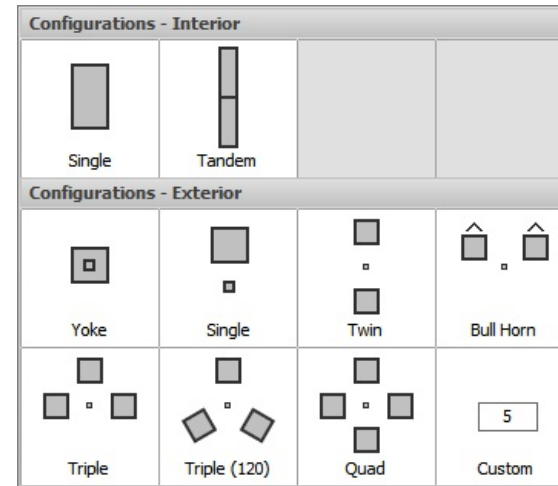 Configurations - Interior
Single Tandem
Configurations - Exterior
Yoke Single Twin Bull Horn
5
Triple Triple (120) Quad Custom